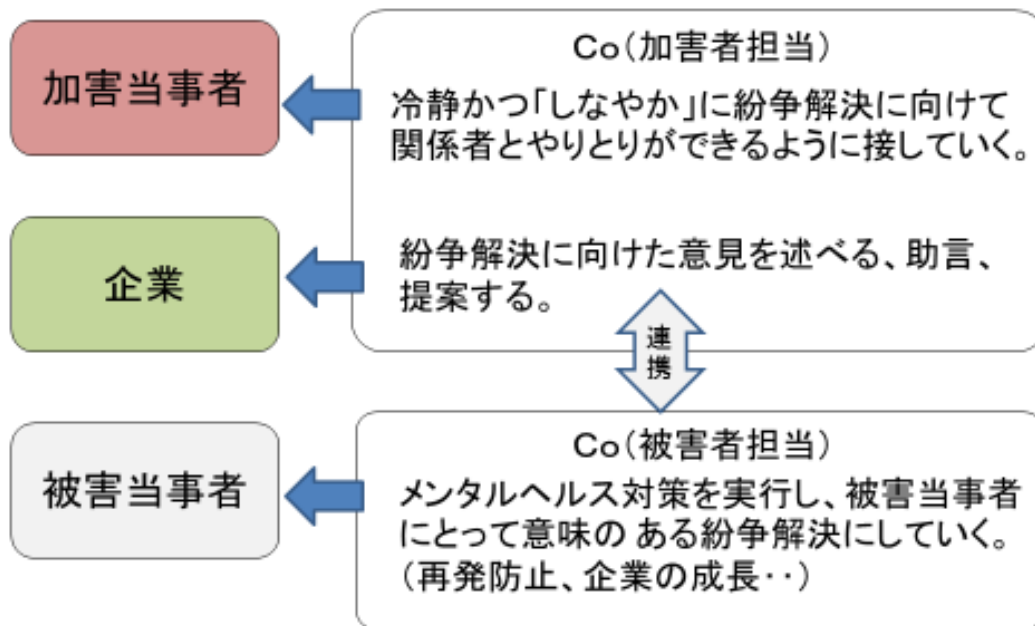 加害当事者
Co（加害者担当）
冷静かつ「しなやか」に紛争解決に向けて
関係者とやりとりができるように接していく。
企業
紛争解決に向けた意見を述べる、助言、
提案する。
連携
被害当事者
Co（被害者担当）
メンタルヘルス対策を実行し、被害当事者
にとって意味の ある紛争解決にしていく。
（再発防止、企業の成長・・）